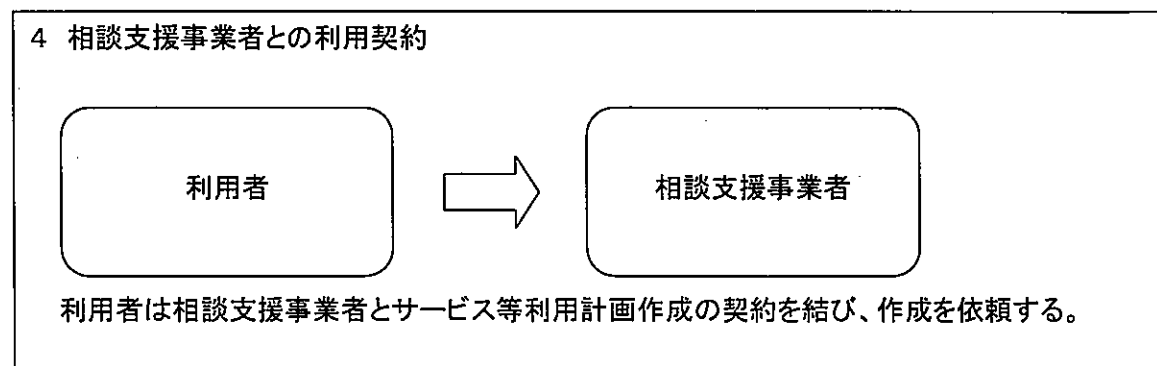 4 相談支援事業者との利用契約
利用者
相談支援事業者
利用者は相談支援事業者とサービス等利用計画作成の契約を結び、作成を依頼する。